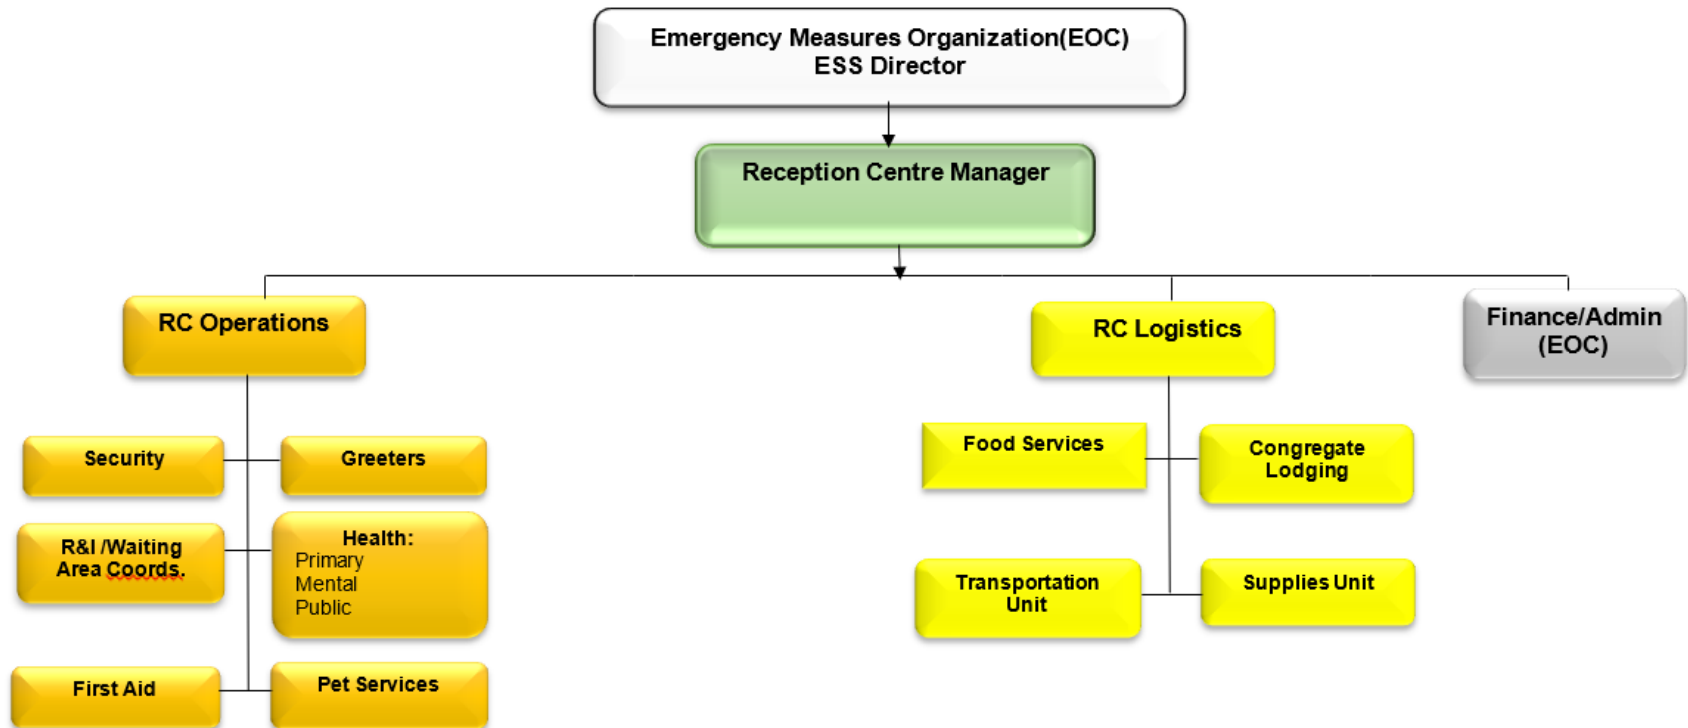 Emergency Measures Organization(EOC)
ESS Director
Reception Centre Manager
RC Operations
RC Logistics
Finance/Admin
(EOC)
Security
Greeters
R&I /Waiting
Area Coords.
Health:
Primary
Mental
Public
First Aid
Pet Services
Food Services
Congregate
Lodging
Transportation
Unit
Supplies Unit